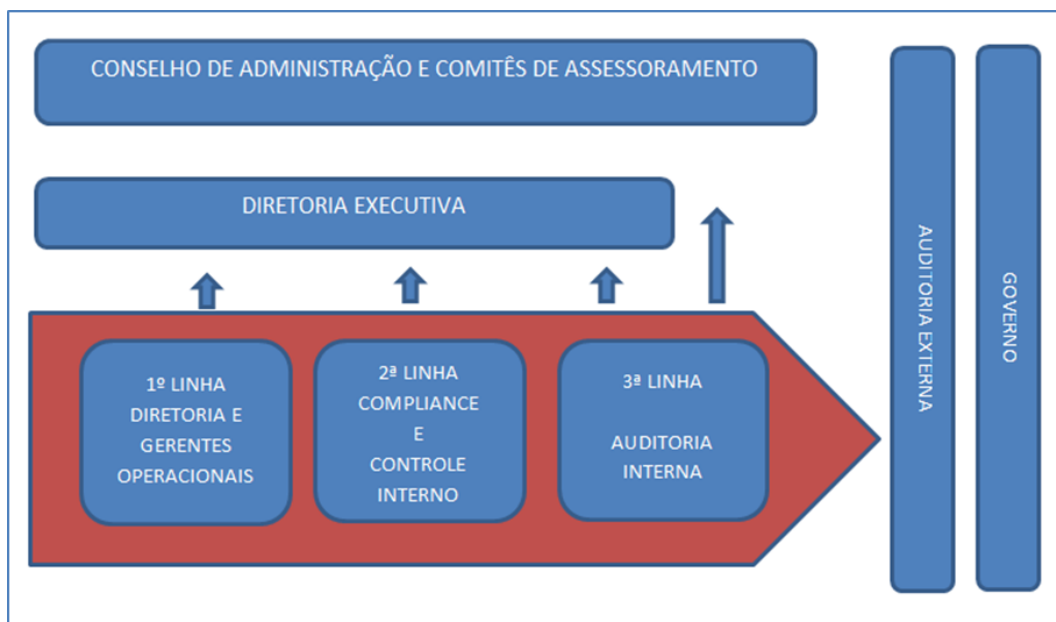 CONSELHO DE ADMINISTRAÇÃO E COMITÊS DE ASSESSORAMENTO
DIRETORIA EXECUTIVA
1º LINHA
DIRETORIA E
GERENTES
OPERACIONAIS
2ª LINHA
COMPLIANCE
E
CONTROLE
INTERNO
3ª LINHA
AUDITORIA
INTERNA
AUDITORIA EXTERNA
GOVERNO